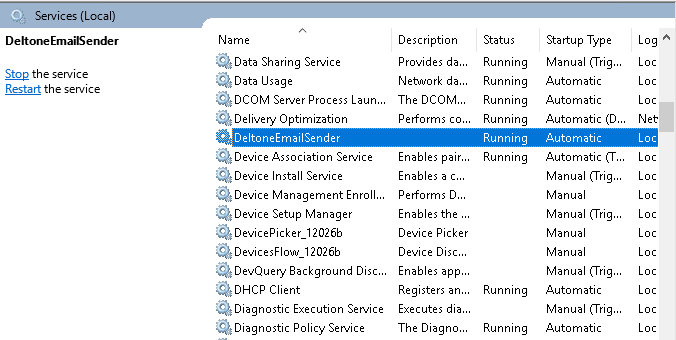 Services (Local)
DeltoneEmailSender
Stop the service
Restart the service
Name Description Status Startup Type Log
Data Sharing Service Provides da... Running Manual (Trig... Loc
Data Usage Network da... Running Automatic Loc
DCOM Server Process Laun... The DCOM... Running Automatic Loc
Delivery Optimization Performs co... Running Automatic (D... Net
DeltoneEmailSender Running Automatic Loc
Device Association Service Enables pair... Running Automatic (T... Loc
Device Install Service Enables a c... Manual (Trig... Loc
Device Management Enroll... Performs D... Manual Loc
Device Setup Manager Enables the ... Manual (Trig... Loc
DevicePicker_12026b Device Picker Manual Loc
DevicesFlow_12026b Device Disc... Manual Loc
DevQuery Background Disc... Enables app... Manual (Trig... Loc
DHCP Client Registers an... Running Automatic Loc
Diagnostic Execution Service Executes dia... Manual (Trig... Loc
Diagnostic Policy Service The Diagno... Running Automatic Loc